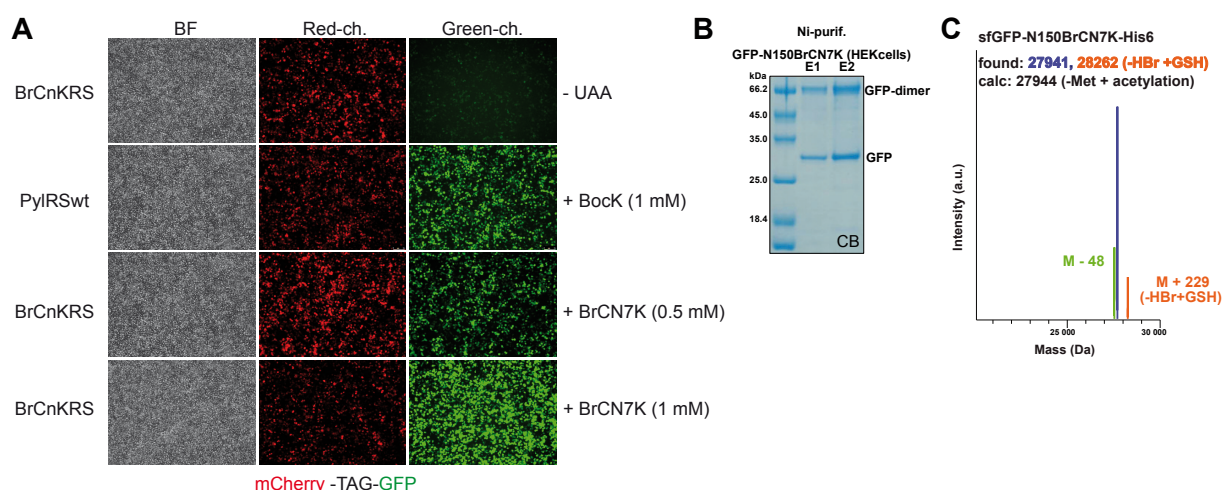 A
BF
Red-ch.
Green-ch.
BrCnKRS
- UAA
PylRSwt
+ BocK (1 mM)
BrCnKRS
+ BrCN7K (0.5 mM)
BrCnKRS
+ BrCN7K (1 mM)
mCherry -TAG-GFP
B
Ni-purif.
GFP-N150BrCN7K (HEKcells)
E1 E2
kDa
66.2
GFP-dimer
45.0
35.0
GFP
25.0
18.4
CB
C
sfGFP-N150BrCN7K-His6
found: 27941, 28262 (-HBr +GSH)
calc: 27944 (-Met + acetylation)
Intensity (a.u.)
M - 48
M + 229
(-HBr+GSH)
25 000
30 000
Mass (Da)